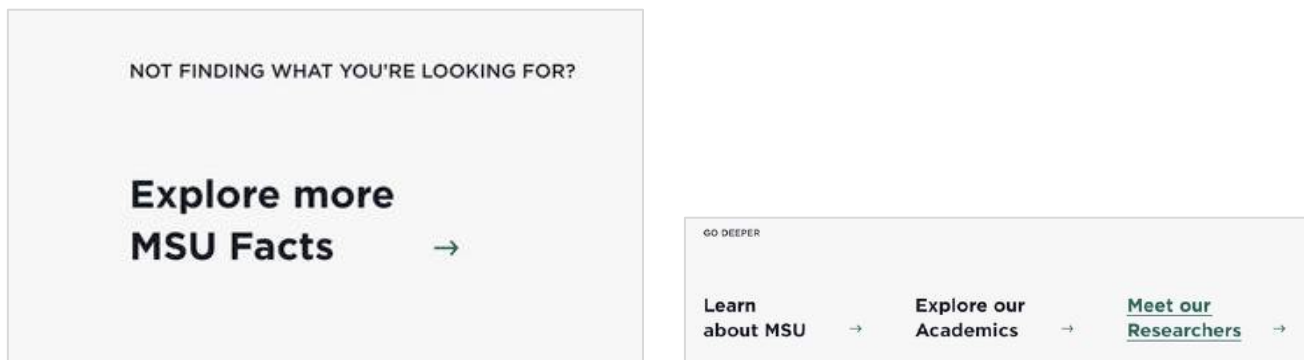 NOT FINDING WHAT YOU'RE LOOKING FOR?
Explore more
MSU Facts →
GO DEEPER
Learn
about MSU →
Explore our
Academics →
Meet our
Researchers →